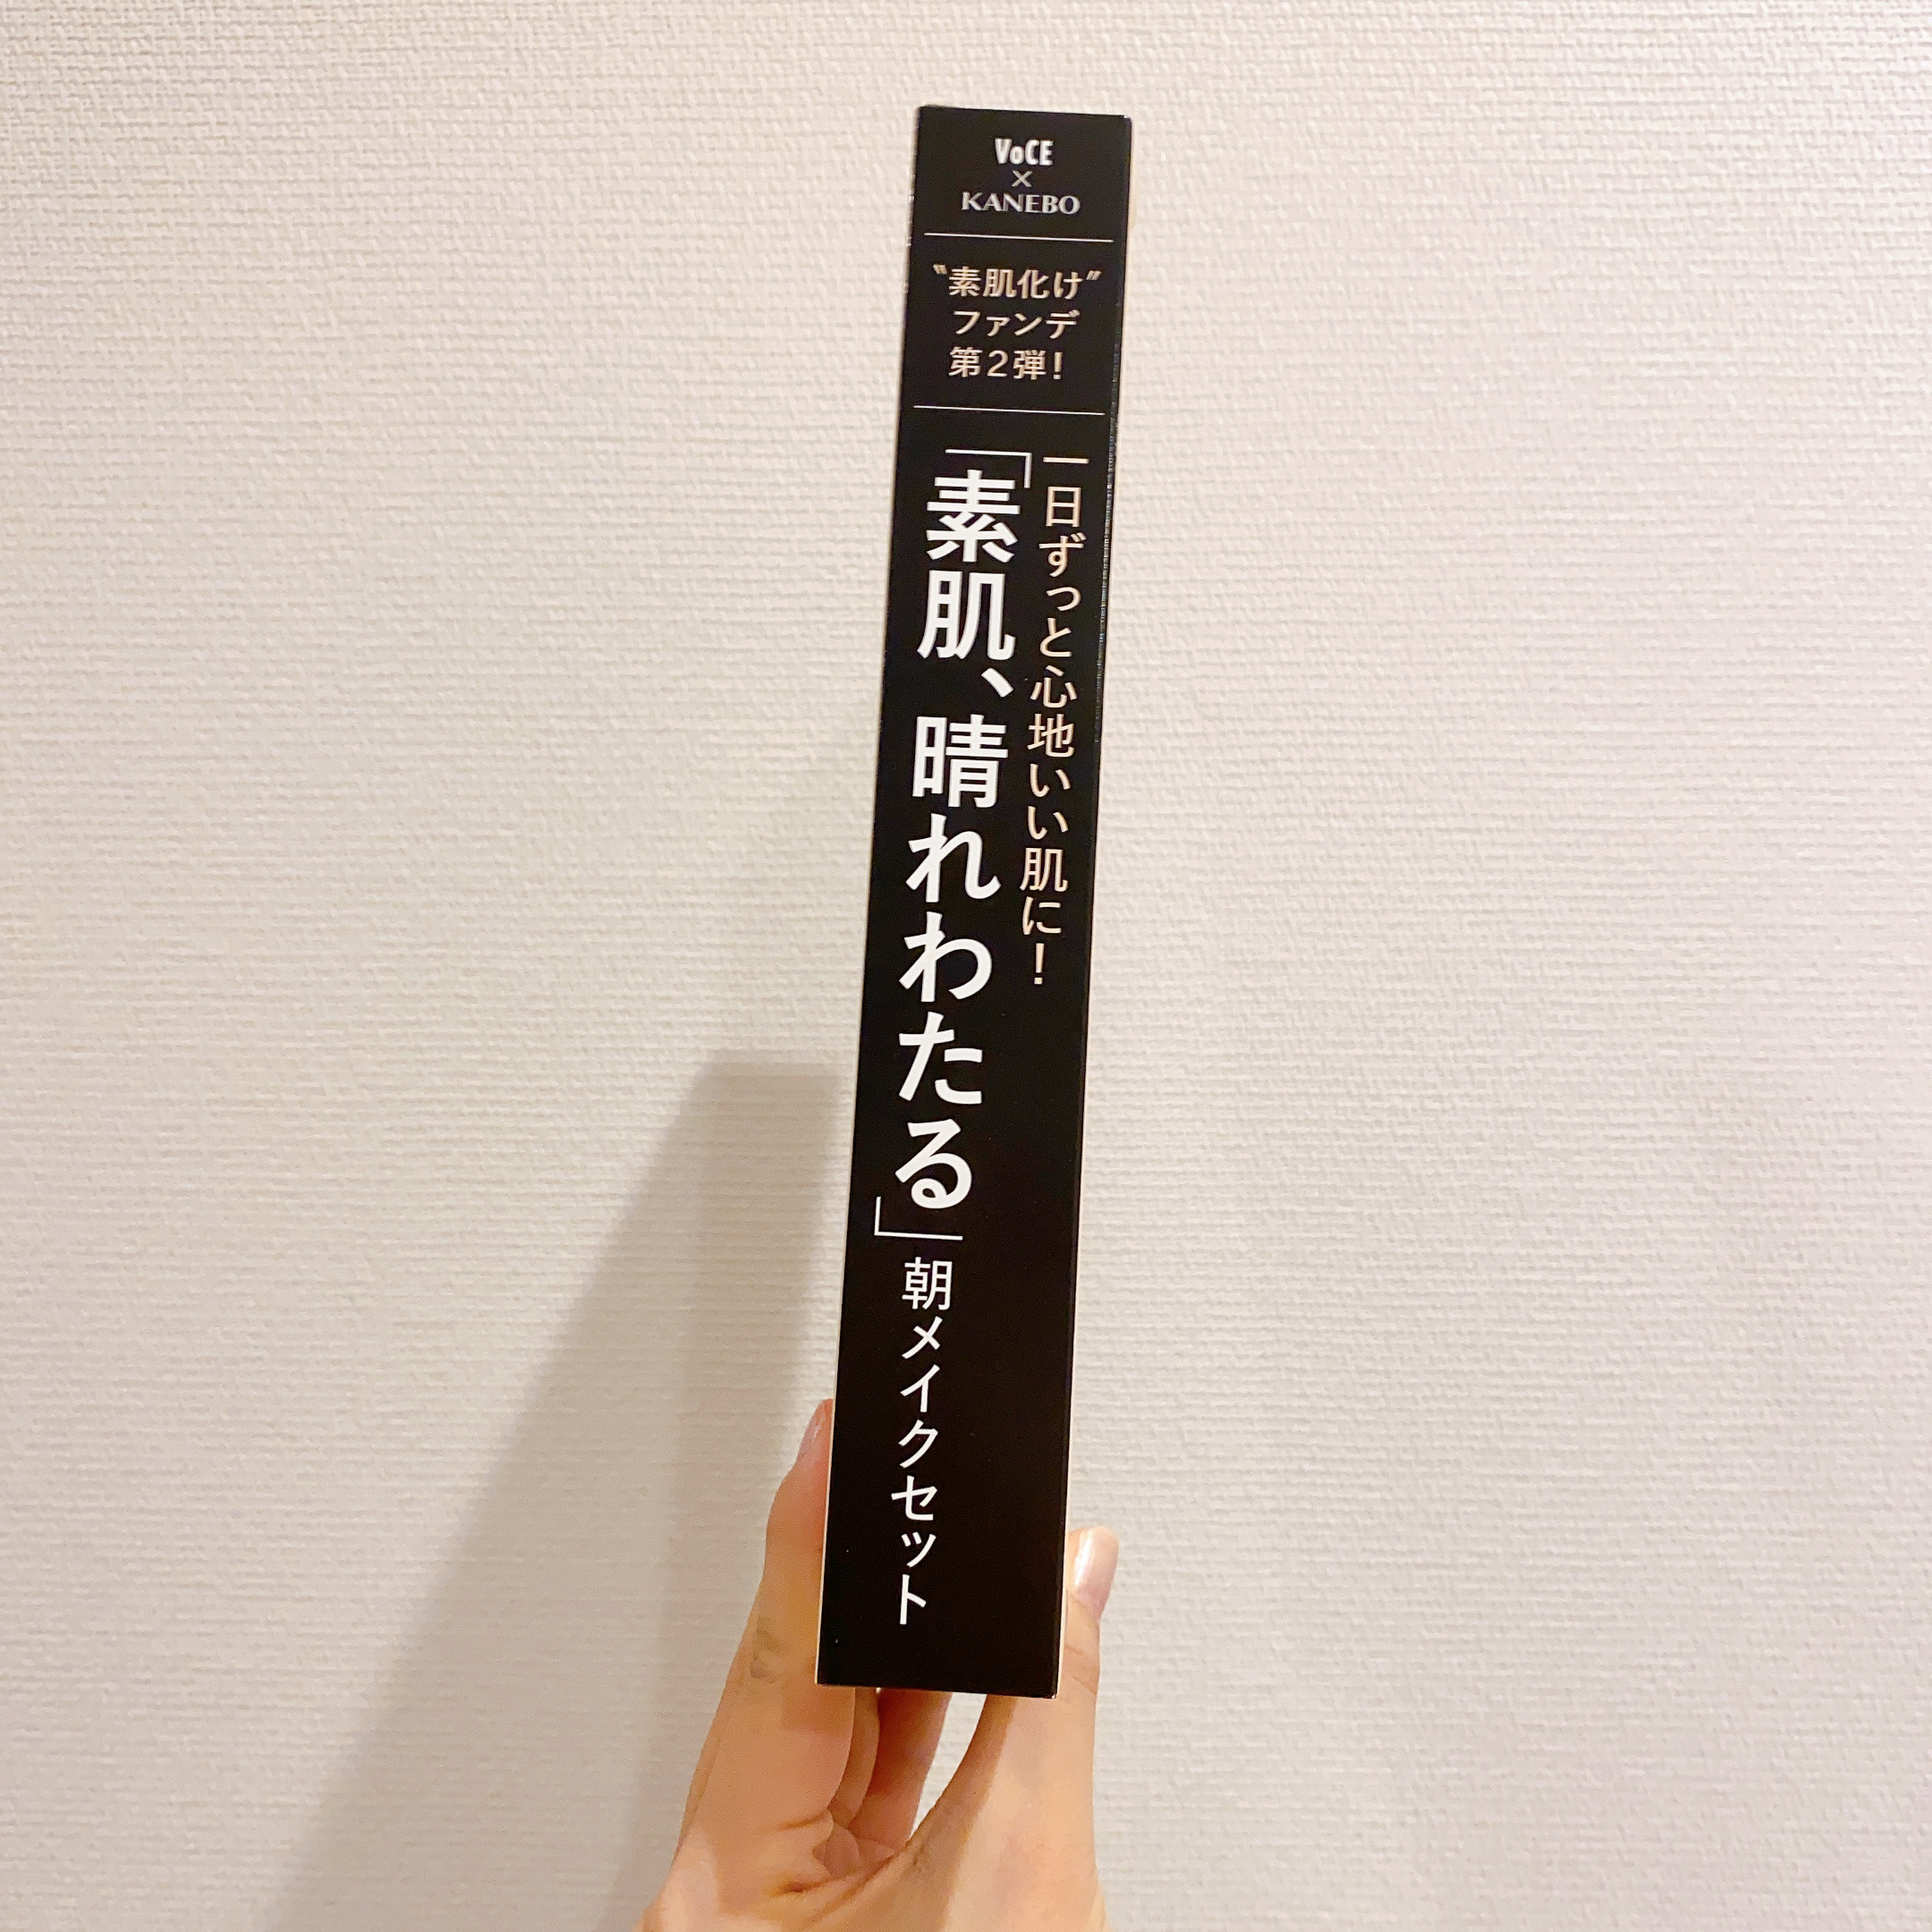 VoCE
×
KANEBO
“素肌化け”
ファンデ
第2弾!
一日ずっと心地いい肌に!
「素肌、晴れわたる」朝メイクセット